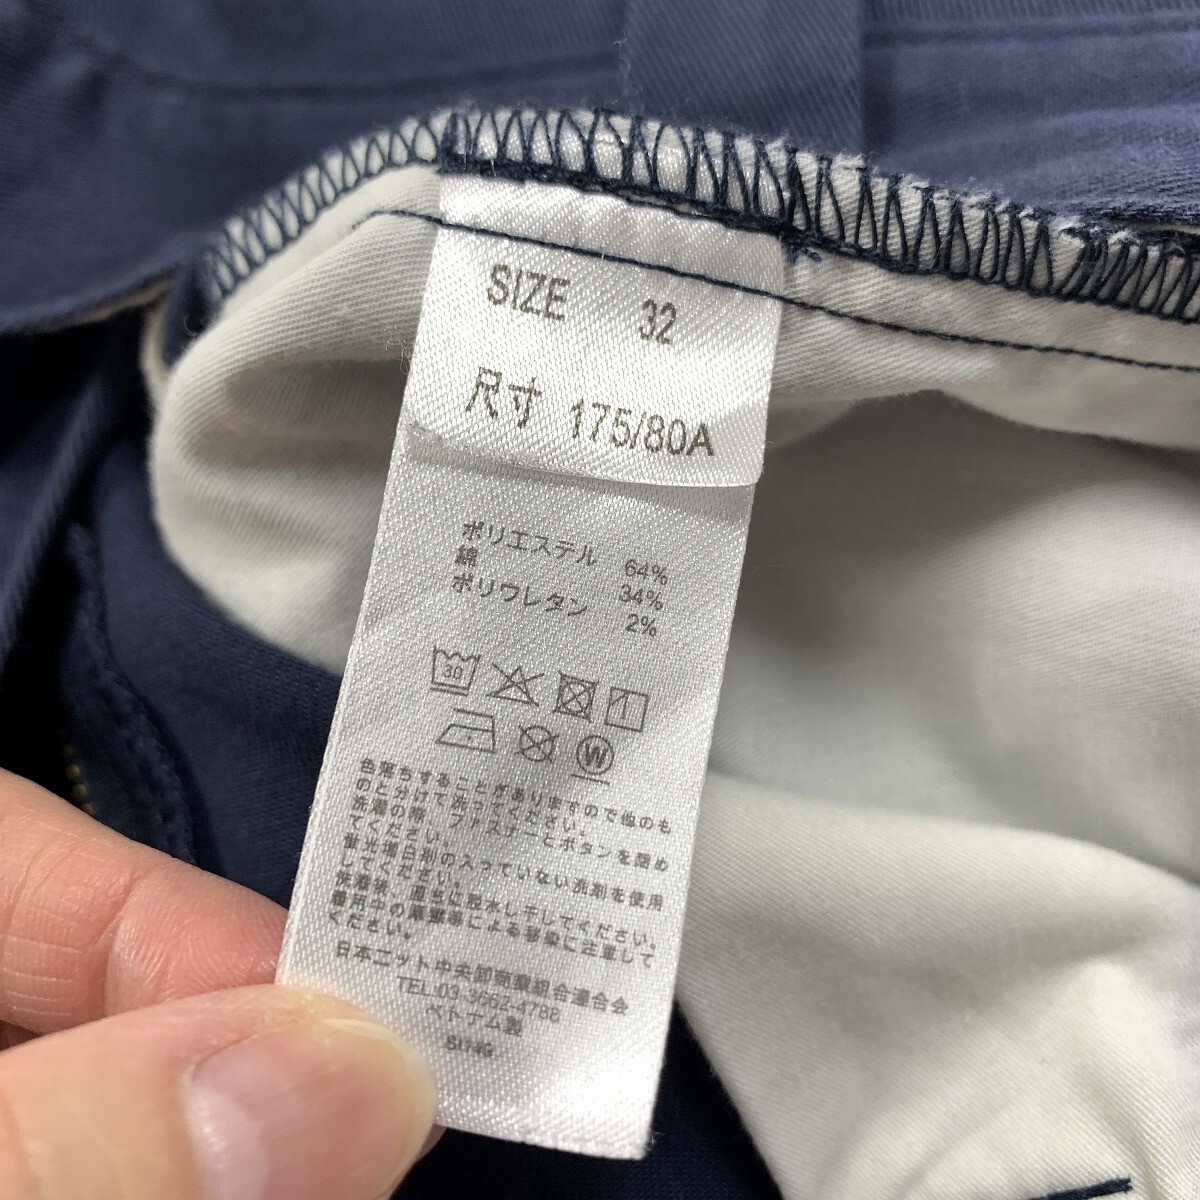 SIZE 32
尺寸 175/80A
ポリエステル 64%
綿 34%
ポリウレタン 2%
30
W
色落ちすることがありますので他のも
のと分けて洗ってください。
洗濯の時、ファスナーとボタンを閉め
てください。
蛍光増白剤の入っていない洗剤を使用
してください。
洗濯後、直ちに脱水し干してください。
着用中の摩擦等による移染に注意して
ください。
日本ニット中央卸商業組合連合会
TEL:03-3662-4788
ベトナム製